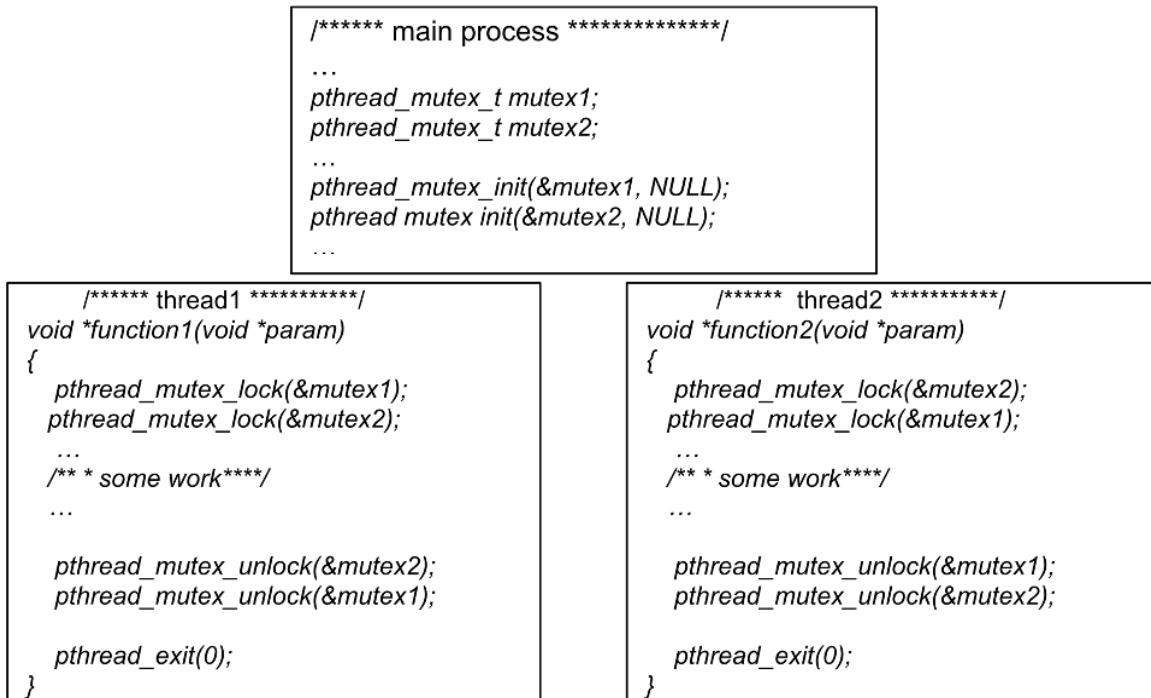 /****** main process **************/
…
pthread_mutex_t mutex1;
pthread_mutex_t mutex2;
…
pthread_mutex_init(&mutex1, NULL);
pthread mutex init(&mutex2, NULL);
…
/****** thread1 ***********/
void *function1(void *param)
{
pthread_mutex_lock(&mutex1);
pthread_mutex_lock(&mutex2);
…
/** * some work****/
…
pthread_mutex_unlock(&mutex2);
pthread_mutex_unlock(&mutex1);
pthread_exit(0);
}
/****** thread2 ***********/
void *function2(void *param)
{
pthread_mutex_lock(&mutex2);
pthread_mutex_lock(&mutex1);
…
/** * some work****/
…
pthread_mutex_unlock(&mutex1);
pthread_mutex_unlock(&mutex2);
pthread_exit(0);
}